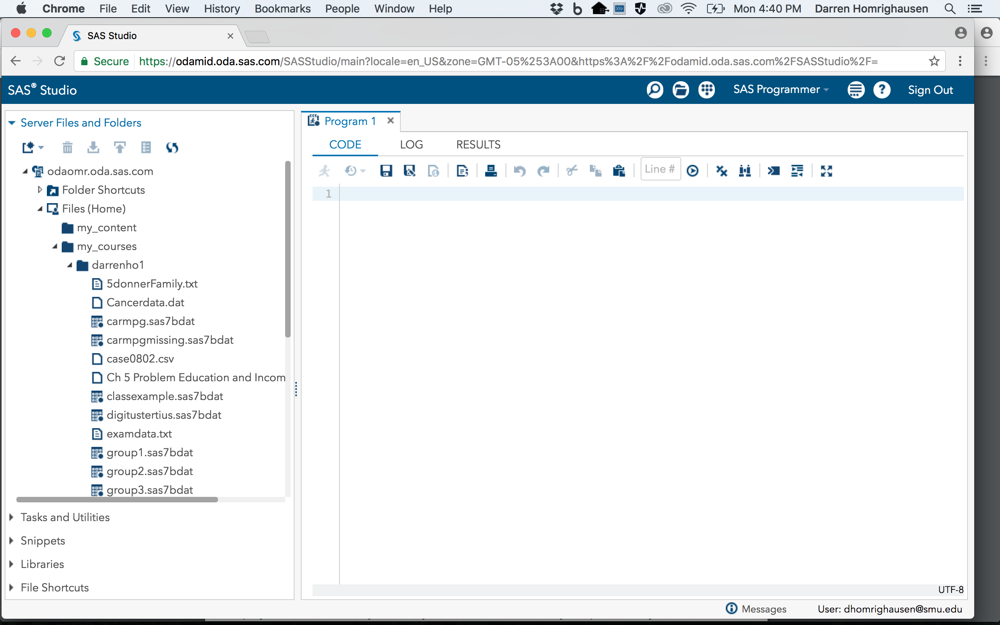 Chrome File Edit View History Bookmarks People Window Help Mon 4:40 PM Darren Homrighausen
SAS Studio
Secure https://odamid.oda.sas.com/SASStudio/main?locale=en_US&zone=GMT-05%253A00&https%3A%2F%2Fodamid.oda.sas.com%2FSASStudio%2F=
SAS® Studio SAS Programmer Sign Out
Server Files and Folders
odaomr.oda.sas.com
Folder Shortcuts
Files (Home)
my_content
my_courses
darrenho1
5donnerFamily.txt
Cancerdata.dat
carmpg.sas7bdat
carmpgmissing.sas7bdat
case0802.csv
Ch 5 Problem Education and Incom
classexample.sas7bdat
digitustertius.sas7bdat
examdata.txt
group1.sas7bdat
group2.sas7bdat
group3.sas7bdat
Tasks and Utilities
Snippets
Libraries
File Shortcuts
Program 1
CODE LOG RESULTS
Line #
1
UTF-8
Messages User: dhomrighausen@smu.edu